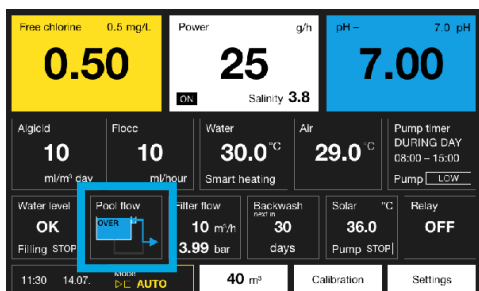 Free chlorine 0.5 mg/L Power g/h pH – 7.0 pH
0.50 25 7.00
ON Salinity 3.8
Algicid Flocc Water Air Pump timer
10 10 30.0 °C 29.0 °C DURING DAY
08:00 – 15:00
ml/m³ day ml/hour Smart heating Pump LOW
Water level Pool flow Filter flow Backwash Solar °C Relay
next in
OK OVER 10 m³/h 30 36.0 OFF
Filling STOP 3.99 bar days Pump STOP
11:30 14.07. Mode AUTO 40 m³ Calibration Settings